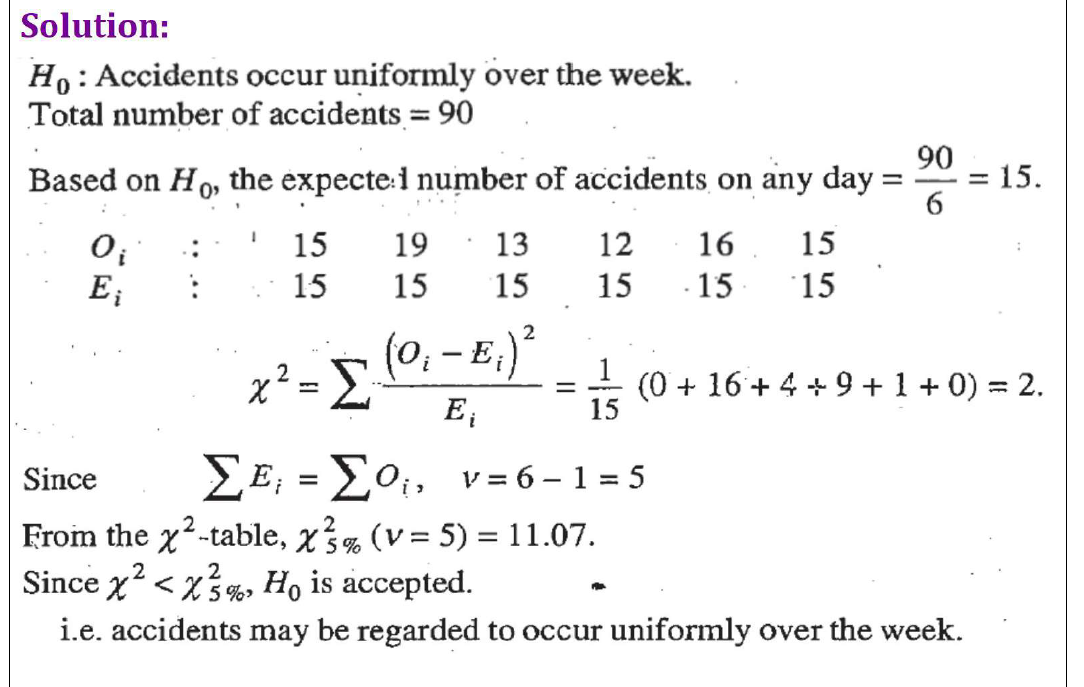 Solution:
H₀ : Accidents occur uniformly over the week.
Total number of accidents = 90
Based on H₀, the expected number of accidents on any day = 90/6 = 15.
Oᵢ : 15 19 13 12 16 15
Eᵢ : 15 15 15 15 15 15
χ² = ∑ (Oᵢ − Eᵢ)²/Eᵢ = 1/15 (0 + 16 + 4 ÷ 9 + 1 + 0) = 2.
Since ∑Eᵢ = ∑Oᵢ, ν = 6 – 1 = 5
From the χ²-table, χ²₅% (ν = 5) = 11.07.
Since χ² < χ²₅%, H₀ is accepted.
i.e. accidents may be regarded to occur uniformly over the week.